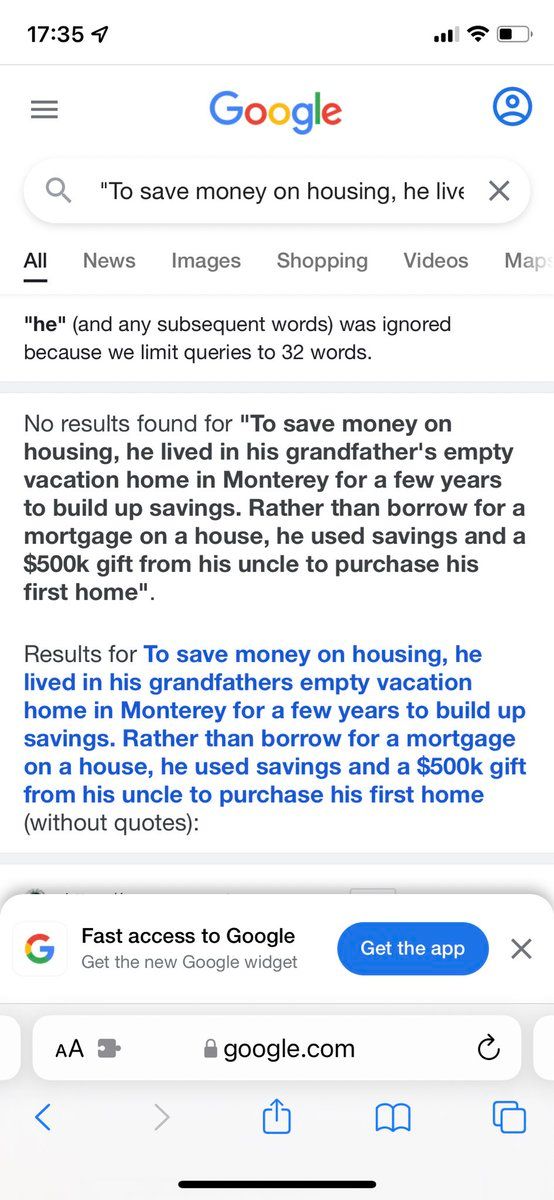 17:35
Google
"To save money on housing, he live
All News Images Shopping Videos Maps
"he" (and any subsequent words) was ignored
because we limit queries to 32 words.
No results found for "To save money on
housing, he lived in his grandfather's empty
vacation home in Monterey for a few years
to build up savings. Rather than borrow for a
mortgage on a house, he used savings and a
$500k gift from his uncle to purchase his
first home".
Results for To save money on housing, he
lived in his grandfathers empty vacation
home in Monterey for a few years to build up
savings. Rather than borrow for a mortgage
on a house, he used savings and a $500k gift
from his uncle to purchase his first home
(without quotes):
G
Fast access to Google
Get the new Google widget
Get the app
AA
google.com